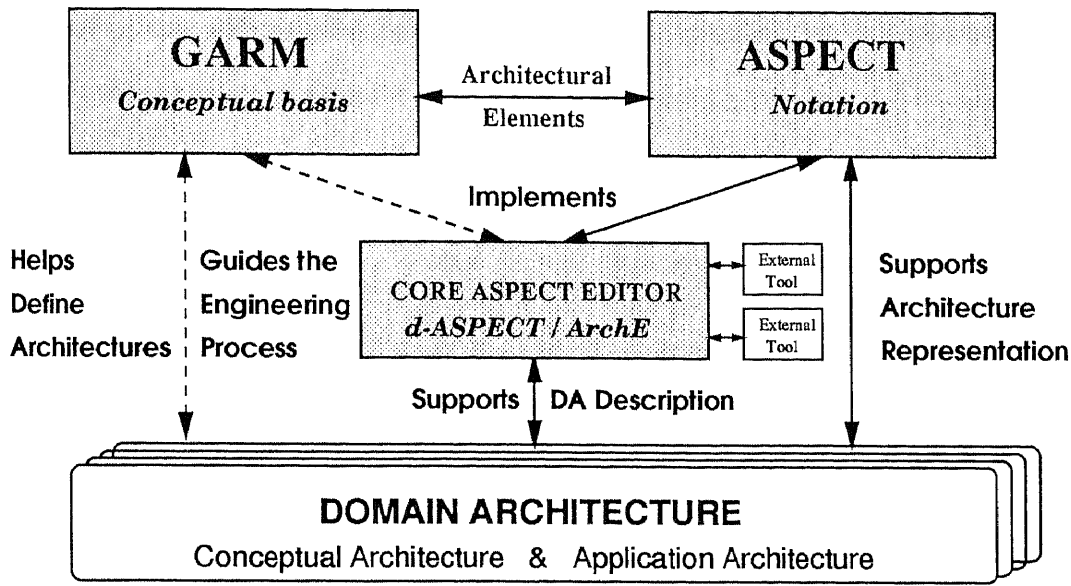 GARM
Conceptual basis
ASPECT
Notation
Architectural
Elements
Implements
Helps
Define
Architectures
Guides the
Engineering
Process
CORE ASPECT EDITOR
d-ASPECT / ArchE
External
Tool
External
Tool
Supports
Architecture
Representation
Supports DA Description
DOMAIN ARCHITECTURE
Conceptual Architecture & Application Architecture